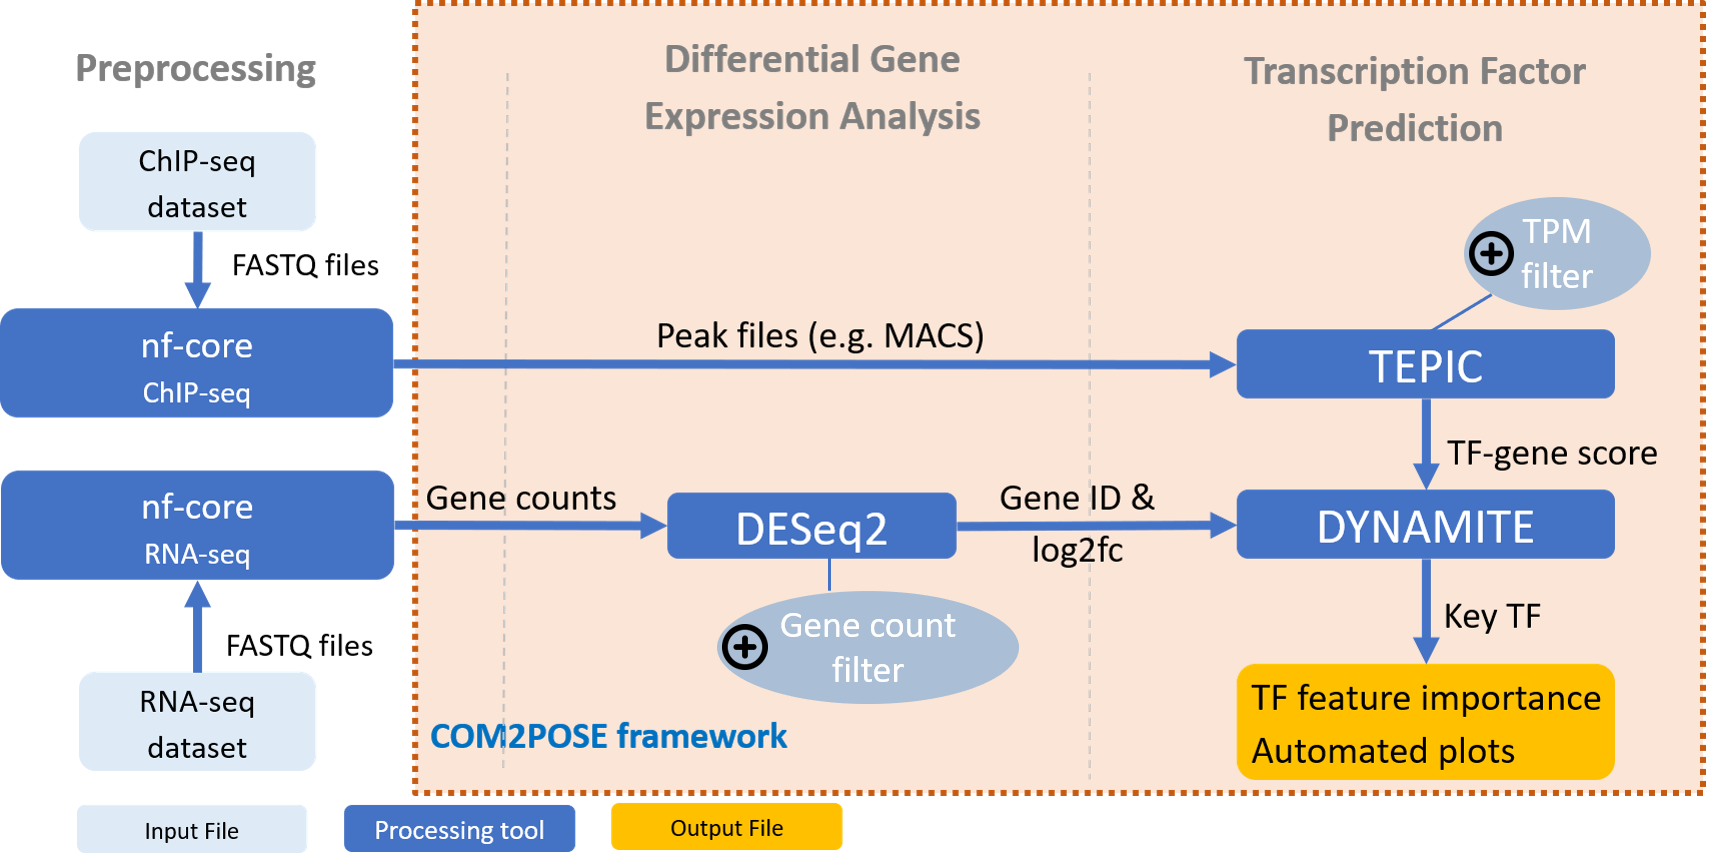 Preprocessing
Differential Gene
Expression Analysis
Transcription Factor
Prediction
ChIP-seq
dataset
FASTQ files
TPM
filter
nf-core
ChIP-seq
Peak files (e.g. MACS)
TEPIC
TF-gene score
nf-core
RNA-seq
Gene counts
DESeq2
Gene ID &
log2fc
DYNAMITE
FASTQ files
Gene count
filter
Key TF
RNA-seq
dataset
COM2POSE framework
TF feature importance
Automated plots
Input File
Processing tool
Output File